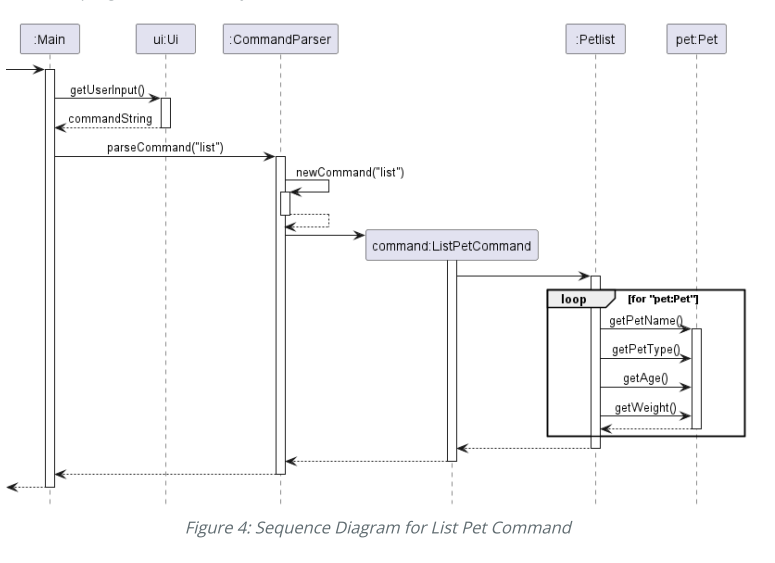 :Main
ui:Ui
:CommandParser
:Petlist
pet:Pet
getUserInput()
commandString
parseCommand("list")
newCommand("list")
command:ListPetCommand
loop [for "pet:Pet"]
getPetName()
getPetType()
getAge()
getWeight()
Figure 4: Sequence Diagram for List Pet Command